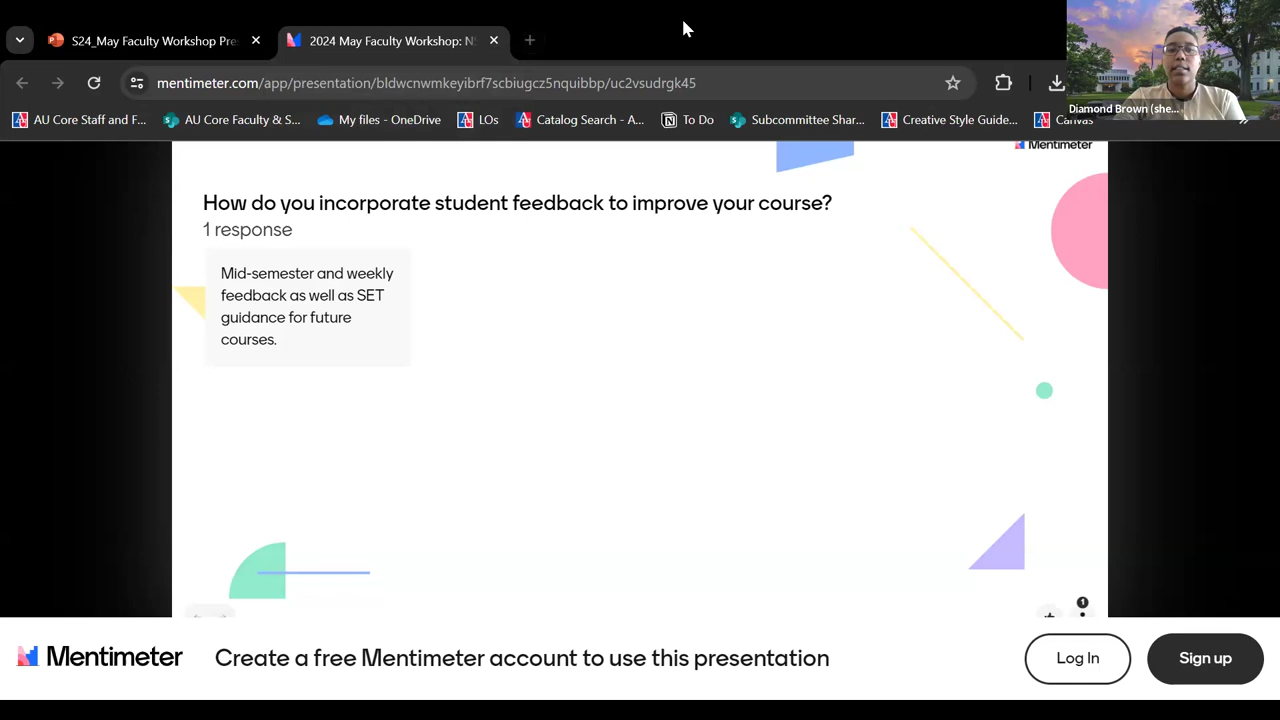 S24_May Faculty Workshop Pre
2024 May Faculty Workshop: N
mentimeter.com/app/presentation/bldwcnwmkeyibrf7scbiugcz5nquibbp/uc2vsudrgk45
Diamond Brown (she...
AU Core Staff and F... AU Core Faculty & S... My files - OneDrive LOs Catalog Search - A... To Do Subcommittee Shar... Creative Style Guide... Canvas
Mentimeter
How do you incorporate student feedback to improve your course?
1 response
Mid-semester and weekly
feedback as well as SET
guidance for future
courses.
1
Mentimeter Create a free Mentimeter account to use this presentation Log In Sign up